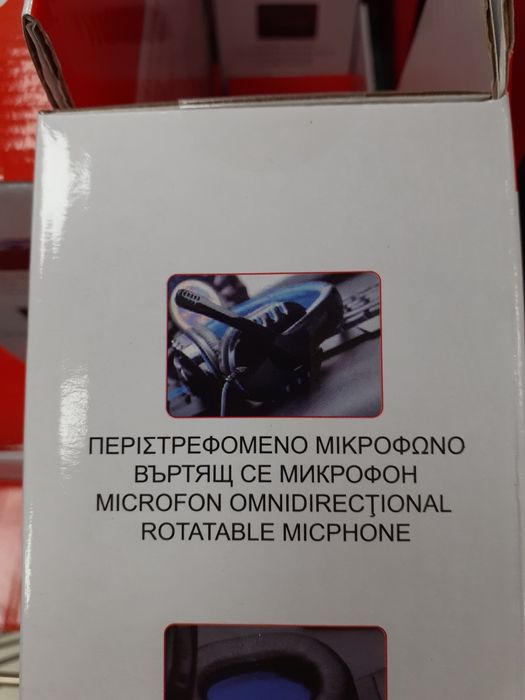 ΠΕΡΙΣΤΡΕΦΟΜΕΝΟ ΜΙΚΡΟΦΩΝΟ
ВЪРТЯЩ СЕ МИКРОФОН
MICROFON OMNIDIRECŢIONAL
ROTATABLE MICPHONE